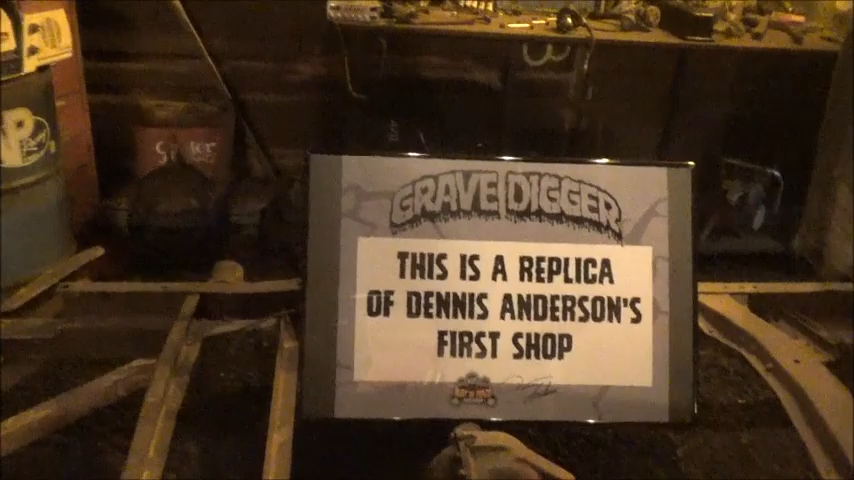 GRAVE DIGGER
THIS IS A REPLICA
OF DENNIS ANDERSON'S
FIRST SHOP